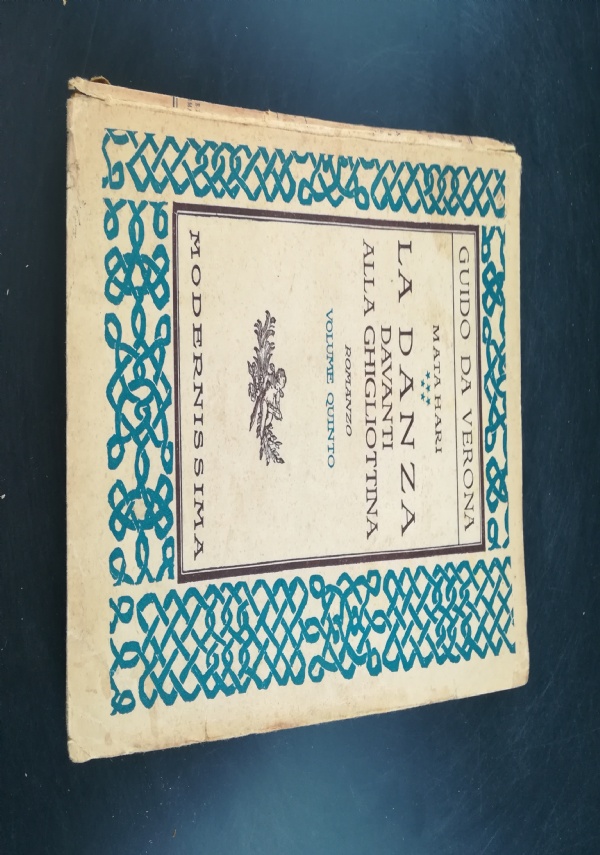 GUIDO DA VERONA
MATA HARI
LA DANZA
DAVANTI
ALLA GHIGLIOTTINA
ROMANZO
VOLUME QUINTO
MODERNISSIMA